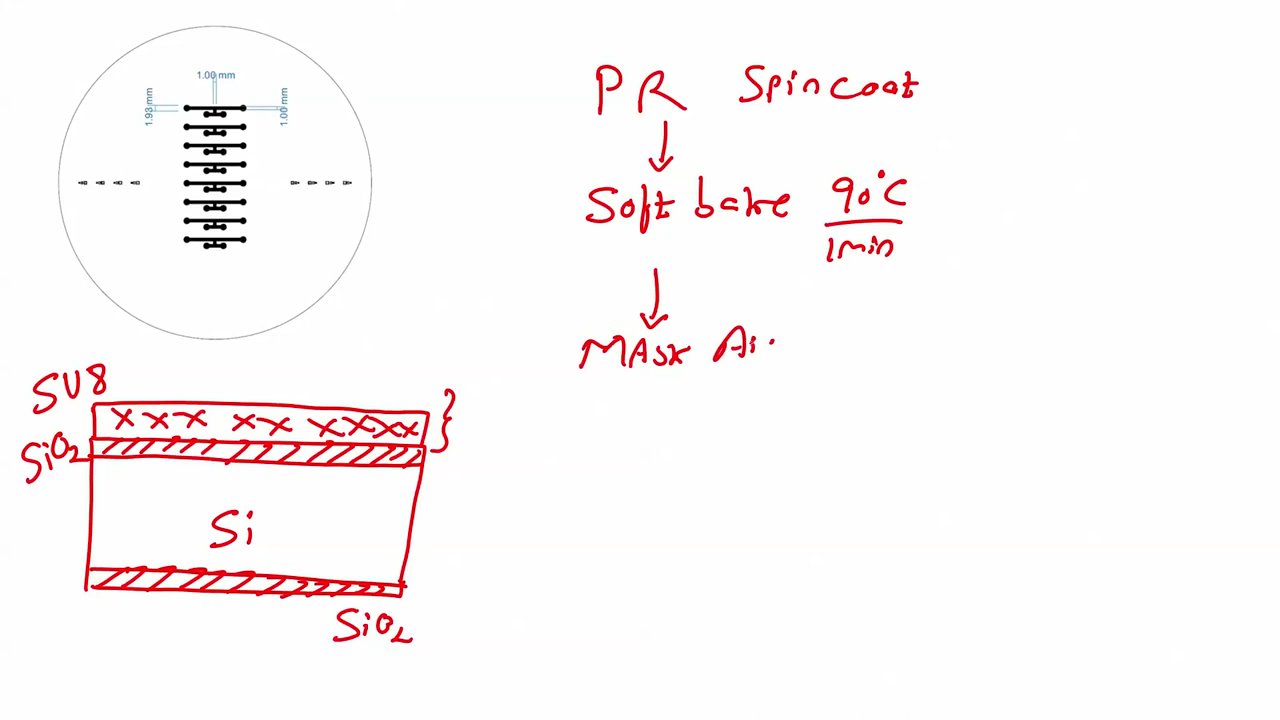 1.00 mm
1.93 mm
1.00 mm
PR Spincoat
Soft bake 90°C
1min
MASK
SU8
SiO2
Si
SiO2